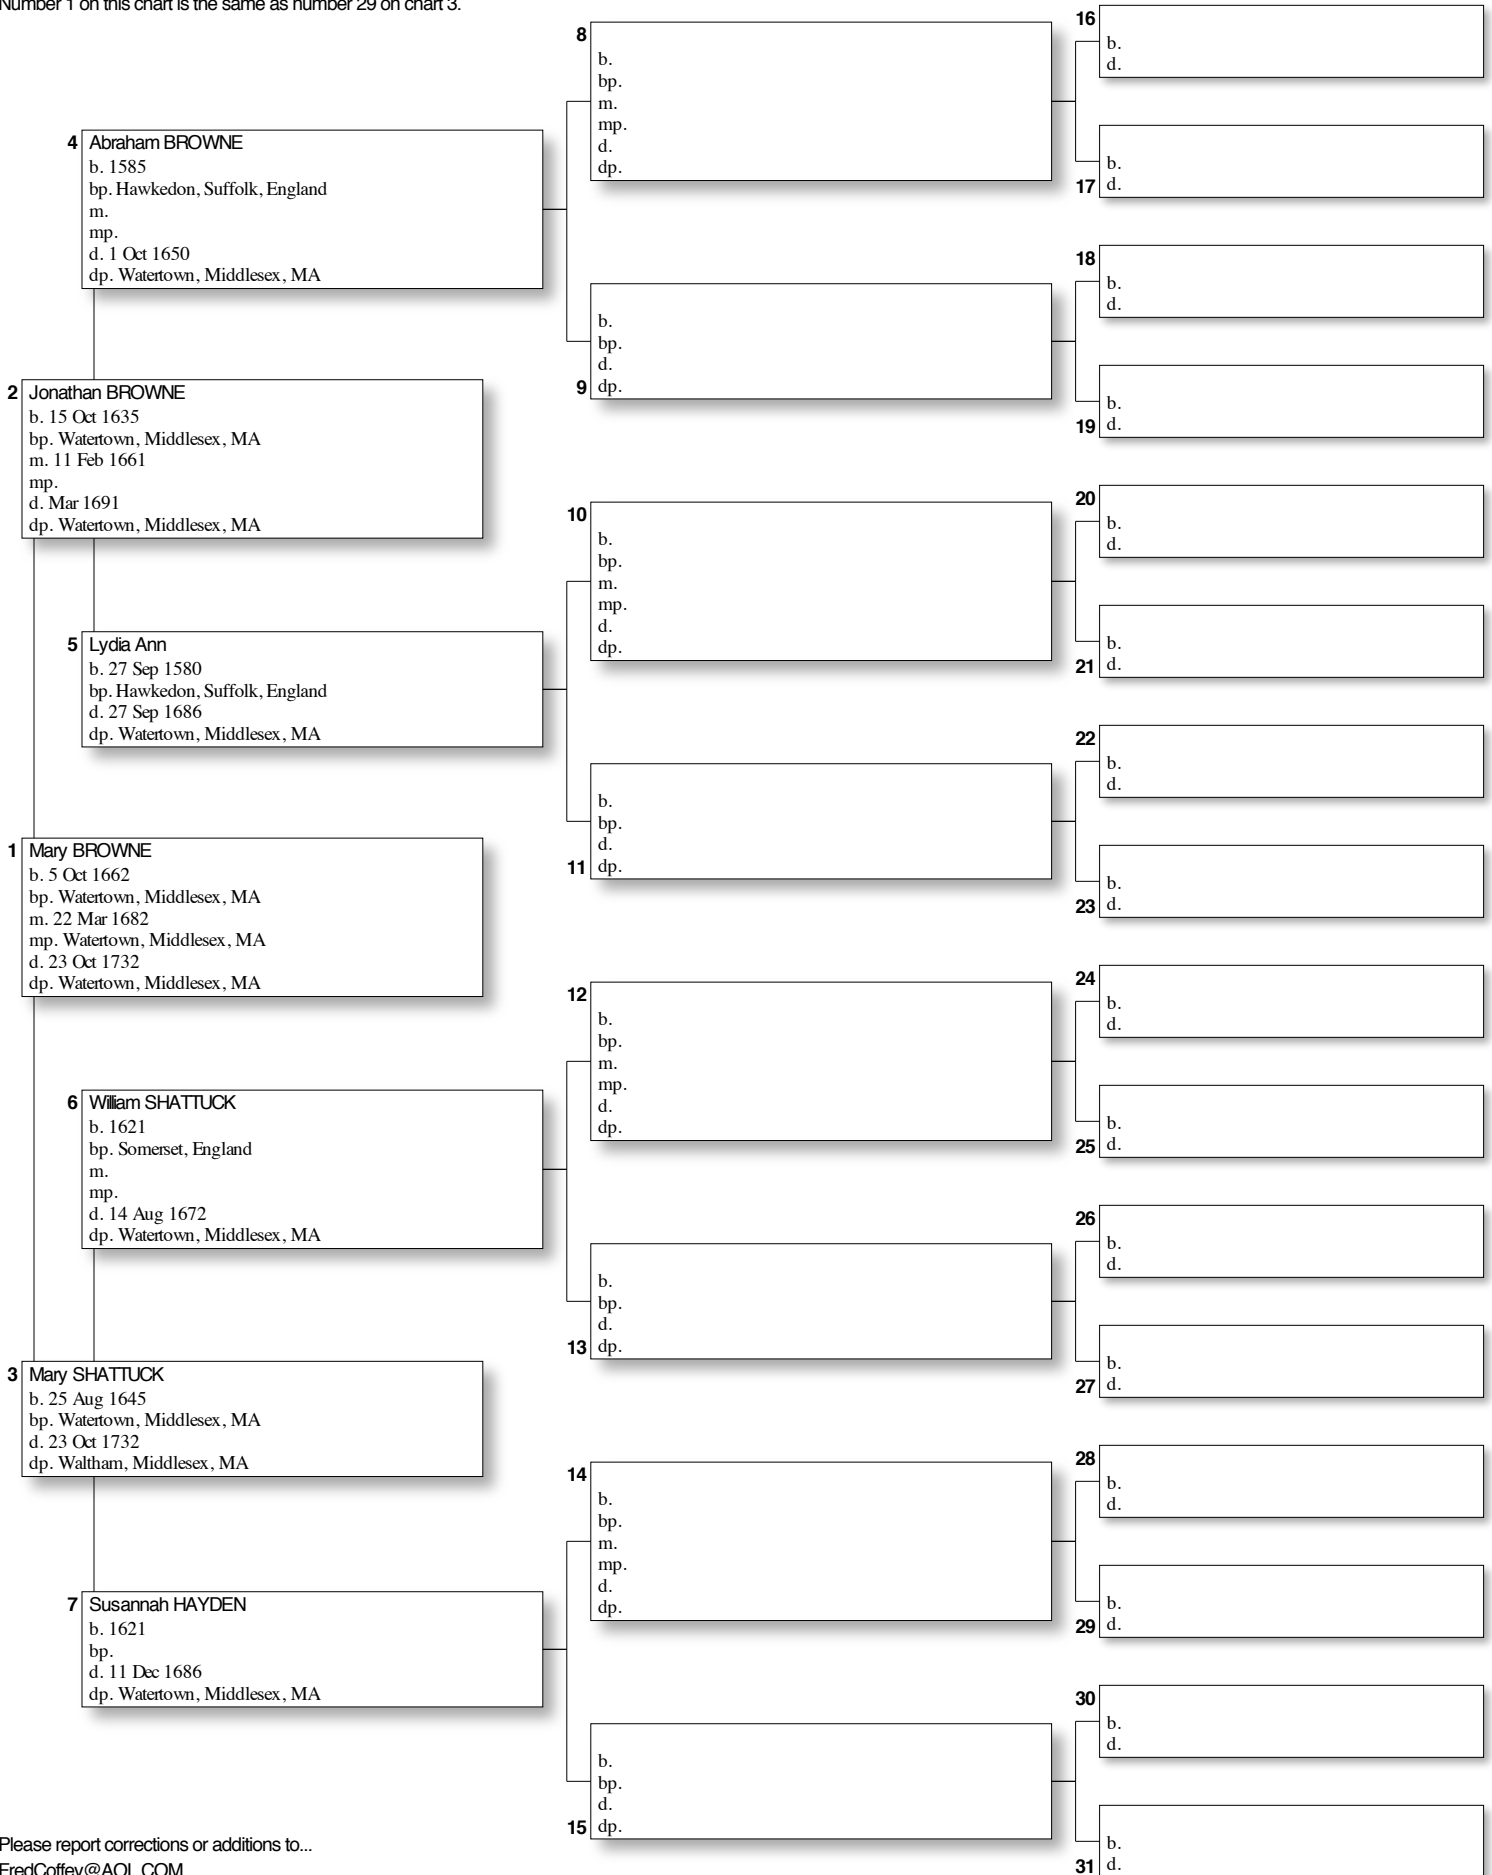 Number 1 on this chart is the same as number 29 on chart 3.
4 Abraham BROWNE
b. 1585
bp. Hawkedon, Suffolk, England
m.
mp.
d. 1 Oct 1650
dp. Watertown, Middlesex, MA
2 Jonathan BROWNE
b. 15 Oct 1635
bp. Watertown, Middlesex, MA
m. 11 Feb 1661
mp.
d. Mar 1691
dp. Watertown, Middlesex, MA
5 Lydia Ann
b. 27 Sep 1580
bp. Hawkedon, Suffolk, England
d. 27 Sep 1686
dp. Watertown, Middlesex, MA
1 Mary BROWNE
b. 5 Oct 1662
bp. Watertown, Middlesex, MA
m. 22 Mar 1682
mp. Watertown, Middlesex, MA
d. 23 Oct 1732
dp. Watertown, Middlesex, MA
6 William SHATTUCK
b. 1621
bp. Somerset, England
m.
mp.
d. 14 Aug 1672
dp. Watertown, Middlesex, MA
3 Mary SHATTUCK
b. 25 Aug 1645
bp. Watertown, Middlesex, MA
d. 23 Oct 1732
dp. Waltham, Middlesex, MA
7 Susannah HAYDEN
b. 1621
bp.
d. 11 Dec 1686
dp. Watertown, Middlesex, MA
Please report corrections or additions to...
FredCoffey@AOL.COM
8
b.
bp.
m.
mp.
d.
dp.
b.
bp.
d.
9 dp.
10
b.
bp.
m.
mp.
d.
dp.
b.
bp.
d.
11 dp.
12
b.
bp.
m.
mp.
d.
dp.
b.
bp.
d.
13 dp.
14
b.
bp.
m.
mp.
d.
dp.
b.
bp.
d.
15 dp.
16
b.
d.
b.
17 d.
18
b.
d.
b.
19 d.
20
b.
d.
b.
21 d.
22
b.
d.
b.
23 d.
24
b.
d.
b.
25 d.
26
b.
d.
b.
27 d.
28
b.
d.
b.
29 d.
30
b.
d.
b.
31 d.